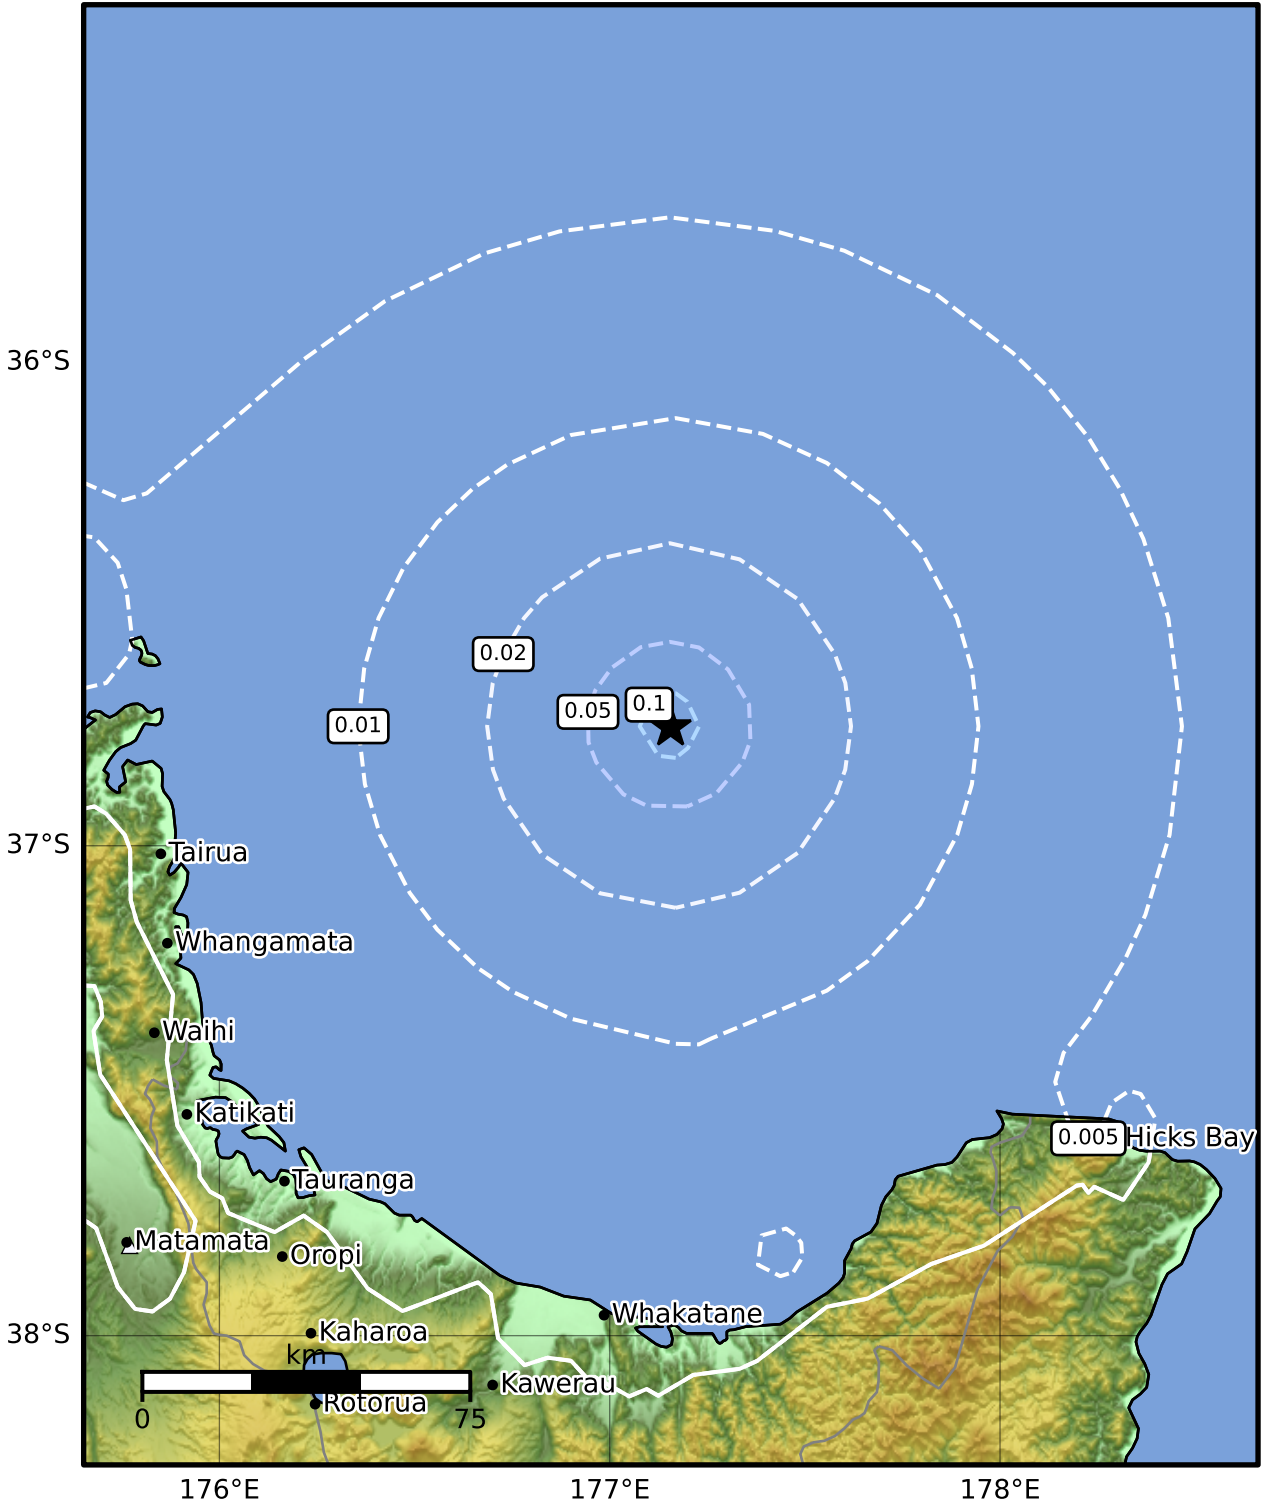 36°S
0.02
0.1
0.05
0.01
37°S
Tairua
Whangamata
Waihi
Katikati
0.005
Hicks Bay
Tauranga
Matamata
Oropi
Whakatane
Kaharoa
38°S
km
Kawerau
Rotorua
0
75
176°E
177°E
178°E